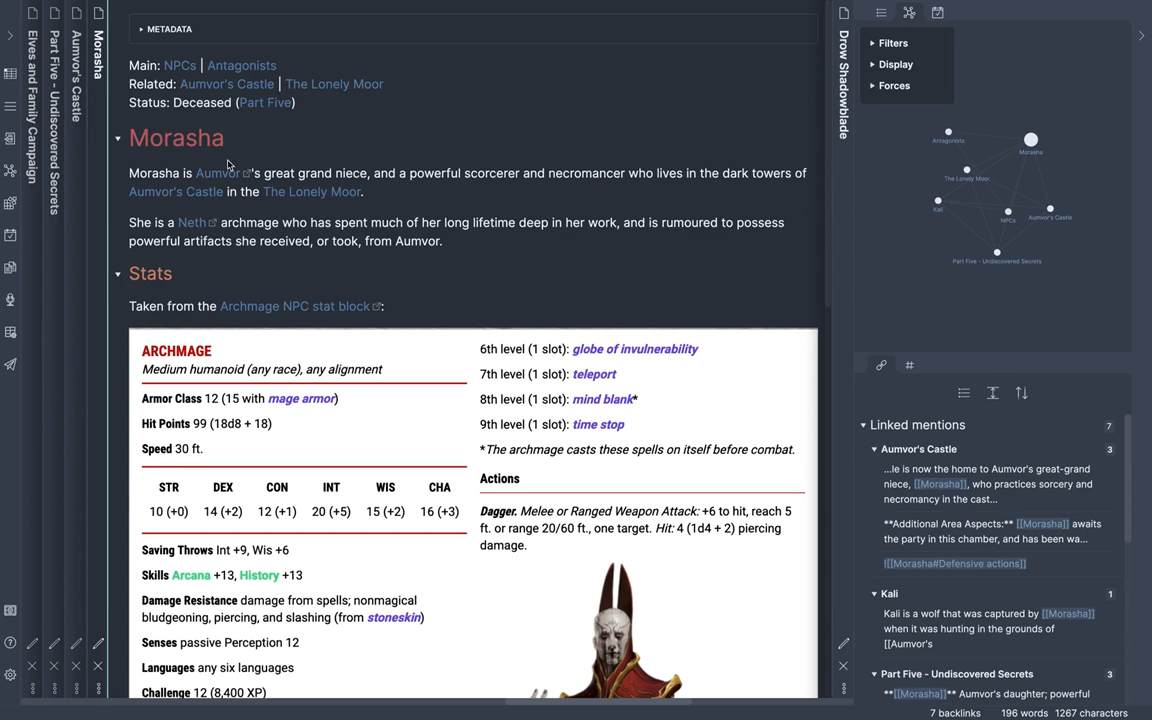 Elves and Family Campaign
Part Five - Undiscovered Secrets
Aumvor's Castle
Morasha
METADATA
Main: NPCs | Antagonists
Related: Aumvor's Castle | The Lonely Moor
Status: Deceased (Part Five)
Morasha
Morasha is Aumvor's great grand niece, and a powerful scorcerer and necromancer who lives in the dark towers of
Aumvor's Castle in the The Lonely Moor.
She is a Neth archmage who has spent much of her long lifetime deep in her work, and is rumoured to possess
powerful artifacts she received, or took, from Aumvor.
Stats
Taken from the Archmage NPC stat block:
ARCHMAGE
Medium humanoid (any race), any alignment
Armor Class 12 (15 with mage armor)
Hit Points 99 (18d8 + 18)
Speed 30 ft.
STR DEX CON INT WIS CHA
10 (+0) 14 (+2) 12 (+1) 20 (+5) 15 (+2) 16 (+3)
Saving Throws Int +9, Wis +6
Skills Arcana +13, History +13
Damage Resistance damage from spells; nonmagical
bludgeoning, piercing, and slashing (from stoneskin)
Senses passive Perception 12
Languages any six languages
Challenge 12 (8,400 XP)
6th level (1 slot): globe of invulnerability
7th level (1 slot): teleport
8th level (1 slot): mind blank*
9th level (1 slot): time stop
*The archmage casts these spells on itself before combat.
Actions
Dagger. Melee or Ranged Weapon Attack: +6 to hit, reach 5
ft. or range 20/60 ft., one target. Hit: 4 (1d4 + 2) piercing
damage.
Drow Shadowblade
Filters
Display
Forces
Antagonists
Morasha
The Lonely Moor
Kali
NPCs
Aumvor's Castle
Part Five - Undiscovered Secrets
Linked mentions 7
Aumvor's Castle 3
...le is now the home to Aumvor's great-grand
niece, [[Morasha]], who practices sorcery and
necromancy in the cast...
**Additional Area Aspects:** [[Morasha]] awaits
the party in this chamber, and has been wa...
![[Morasha#Defensive actions]]
Kali 1
Kali is a wolf that was captured by [[Morasha]]
when it was hunting in the grounds of
[[Aumvor's
Part Five - Undiscovered Secrets 3
**[[Morasha]]** Aumvor's daughter; powerful
7 backlinks 196 words 1267 characters